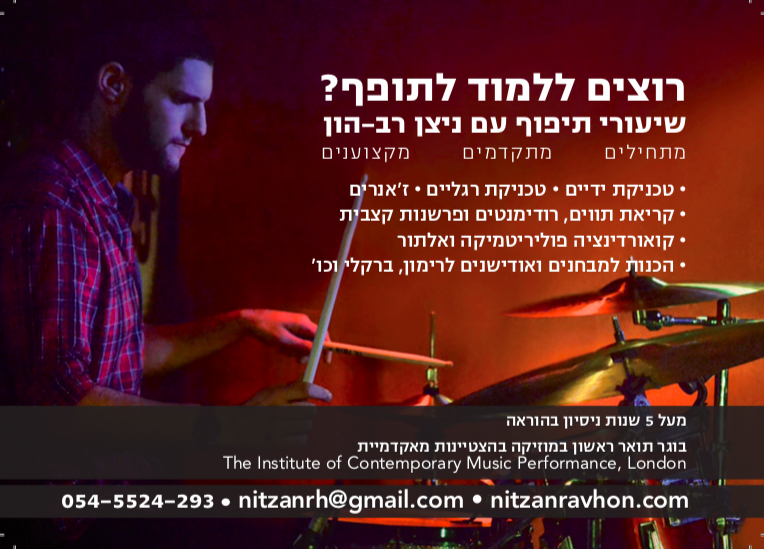 רוצים ללמוד לתופף?
שיעורי תיפוף עם ניצן רב-הון
מתחילים מתקדמים מקצוענים
• טכניקת ידיים • טכניקת רגליים • ז'אנרים
• קריאת תווים, רודימנטים ופרשנות קצבית
• קואורדינציה פוליריטמיקה ואלתור
• הכנות למבחנים ואודישנים לרימון, ברקלי וכו'
מעל 5 שנות ניסיון בהוראה
בוגר תואר ראשון במוזיקה בהצטיינות מאקדמיית
The Institute of Contemporary Music Performance, London
054-5524-293 • nitzanrh@gmail.com • nitzanravhon.com